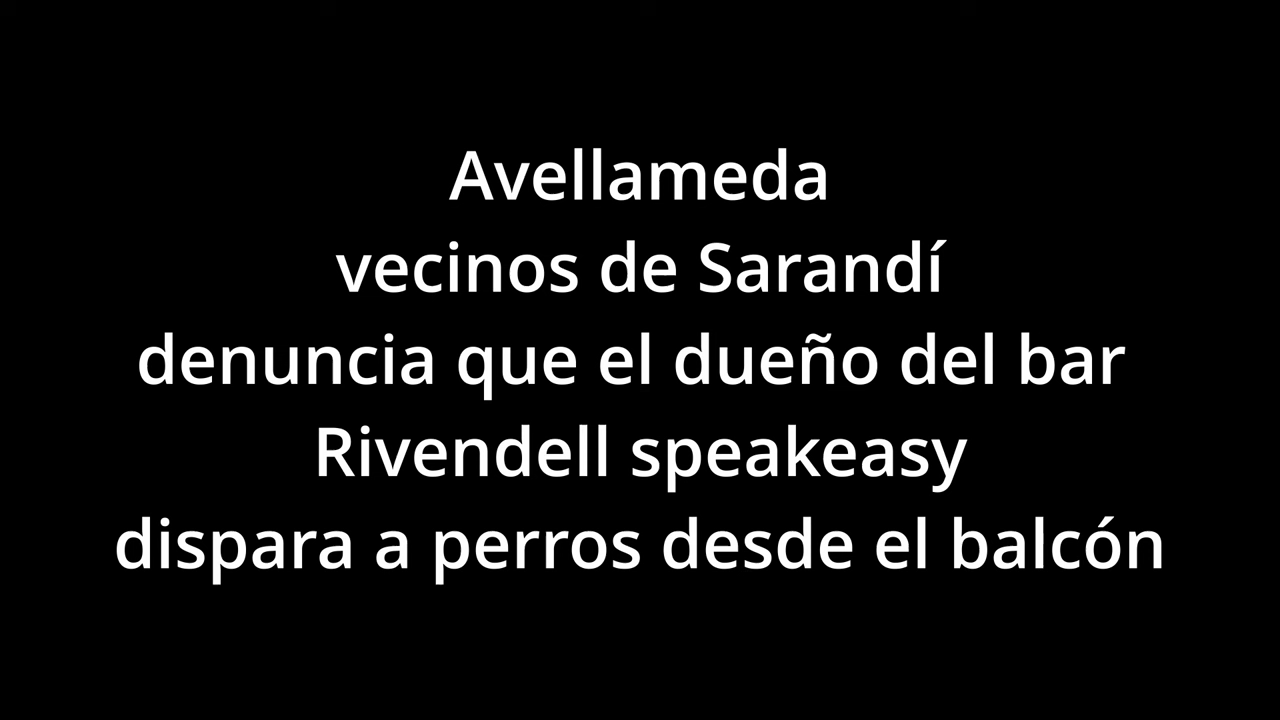 Avellameda
vecinos de Sarandí
denuncia que el dueño del bar
Rivendell speakeasy
dispara a perros desde el balcón